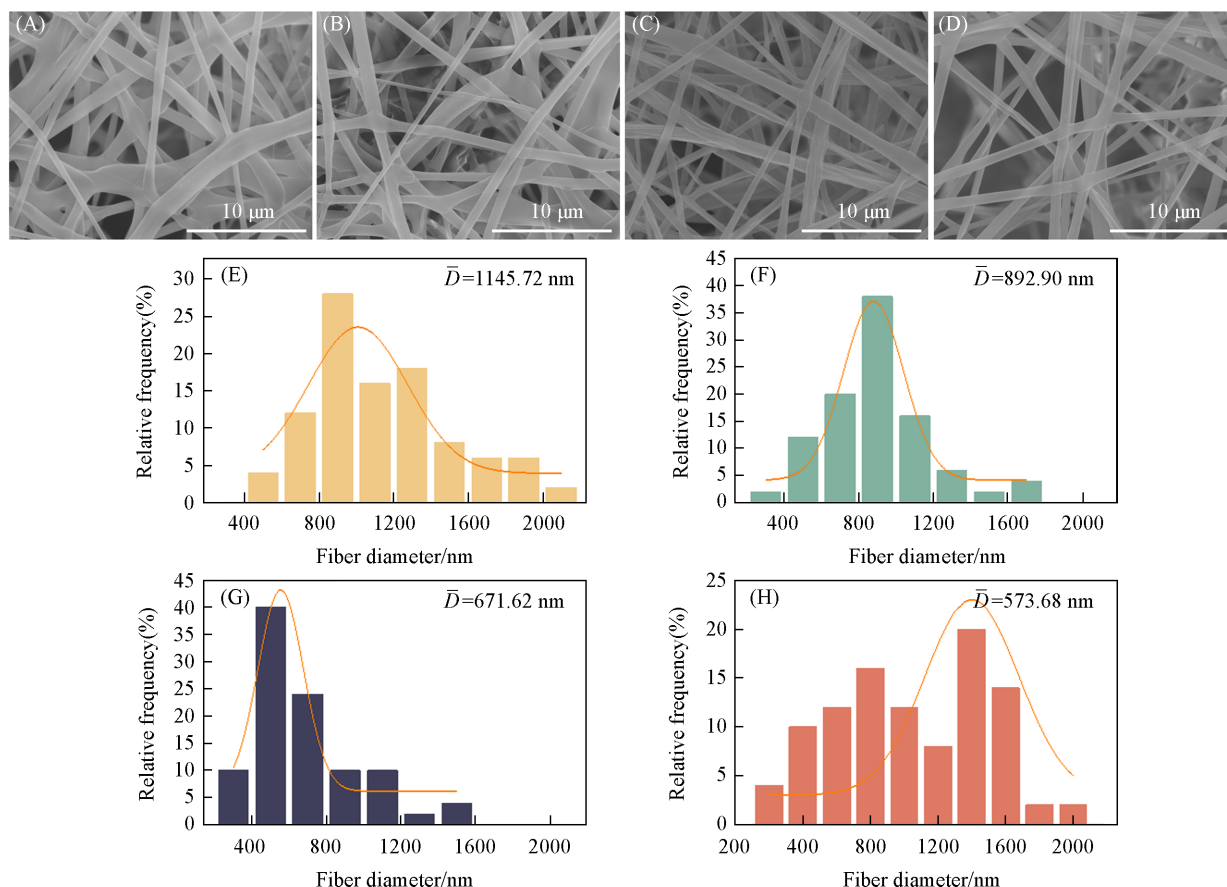 (A)
10 μm
(B)
10 μm
(C)
10 μm
(D)
10 μm
(E)
D̄=1145.72 nm
Relative frequency(%)
30
25
20
15
10
5
0
400 800 1200 1600 2000
Fiber diameter/nm
(F)
D̄=892.90 nm
Relative frequency(%)
45
40
35
30
25
20
15
10
5
0
400 800 1200 1600 2000
Fiber diameter/nm
(G)
D̄=671.62 nm
Relative frequency(%)
45
40
35
30
25
20
15
10
5
0
400 800 1200 1600 2000
Fiber diameter/nm
(H)
D̄=573.68 nm
Relative frequency(%)
25
20
15
10
5
0
200 400 800 1200 1600 2000
Fiber diameter/nm